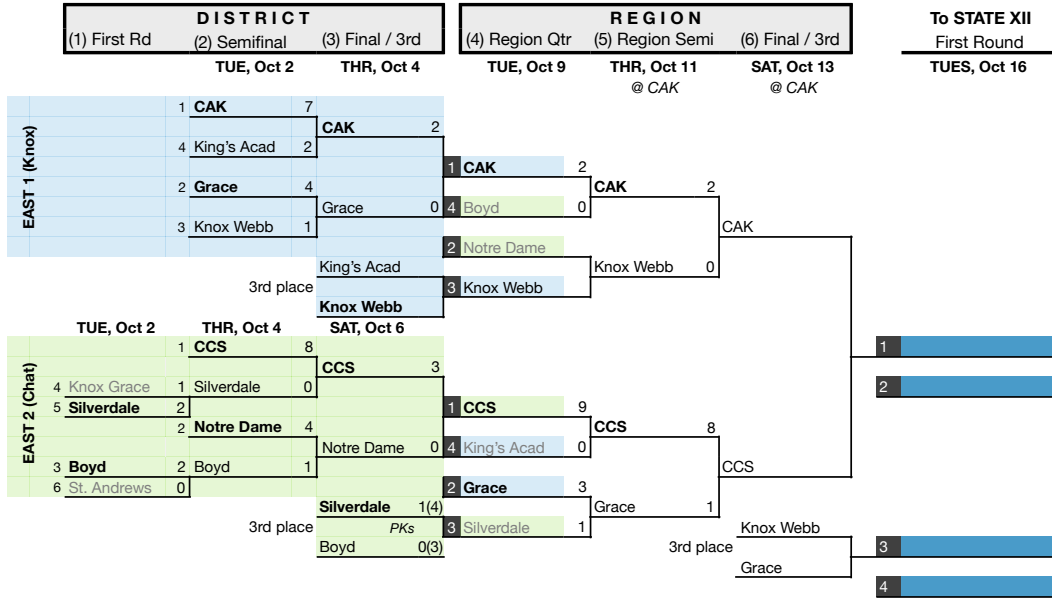 DISTRICT REGION To STATE XII
(1) First Rd (2) Semifinal (3) Final / 3rd (4) Region Qtr (5) Region Semi (6) Final / 3rd First Round
TUE, Oct 2 THR, Oct 4 TUE, Oct 9 THR, Oct 11 SAT, Oct 13 TUES, Oct 16
@ CAK @ CAK
EAST 1 (Knox)
1 CAK 7
CAK 2
4 King's Acad 2
1 CAK 2
2 Grace 4
CAK 2
Grace 0
4 Boyd 0
3 Knox Webb 1
CAK
2 Notre Dame
King's Acad
Knox Webb 0
3rd place
3 Knox Webb
Knox Webb
TUE, Oct 2 THR, Oct 4 SAT, Oct 6
EAST 2 (Chat)
1 CCS 8
1
CCS 3
4 Knox Grace 1 Silverdale 0
2
5 Silverdale 2
1 CCS 9
2 Notre Dame 4
CCS 8
Notre Dame 0
4 King's Acad 0
3 Boyd 2 Boyd 1
CCS
6 St. Andrews 0
2 Grace 3
Silverdale 1(4)
Grace 1
3rd place PKs
3 Silverdale 1
Knox Webb
Boyd 0(3)
3rd place
3
Grace
4